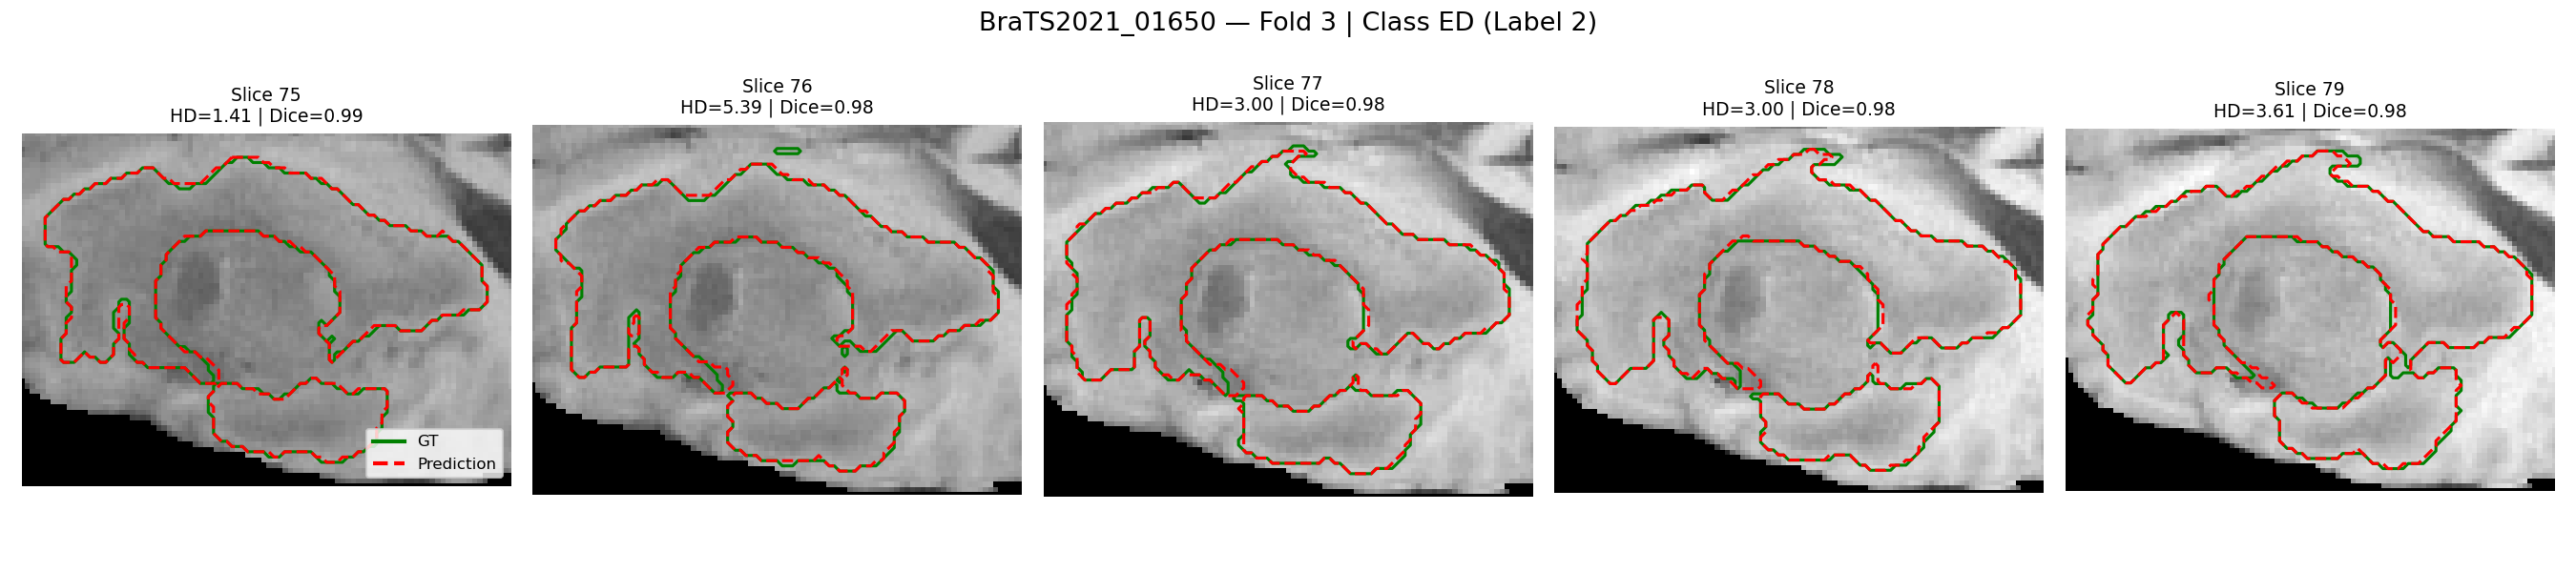 BraTS2021_01650 — Fold 3 | Class ED (Label 2)
Slice 75
HD=1.41 | Dice=0.99
Slice 76
HD=5.39 | Dice=0.98
Slice 77
HD=3.00 | Dice=0.98
Slice 78
HD=3.00 | Dice=0.98
Slice 79
HD=3.61 | Dice=0.98
GT
Prediction